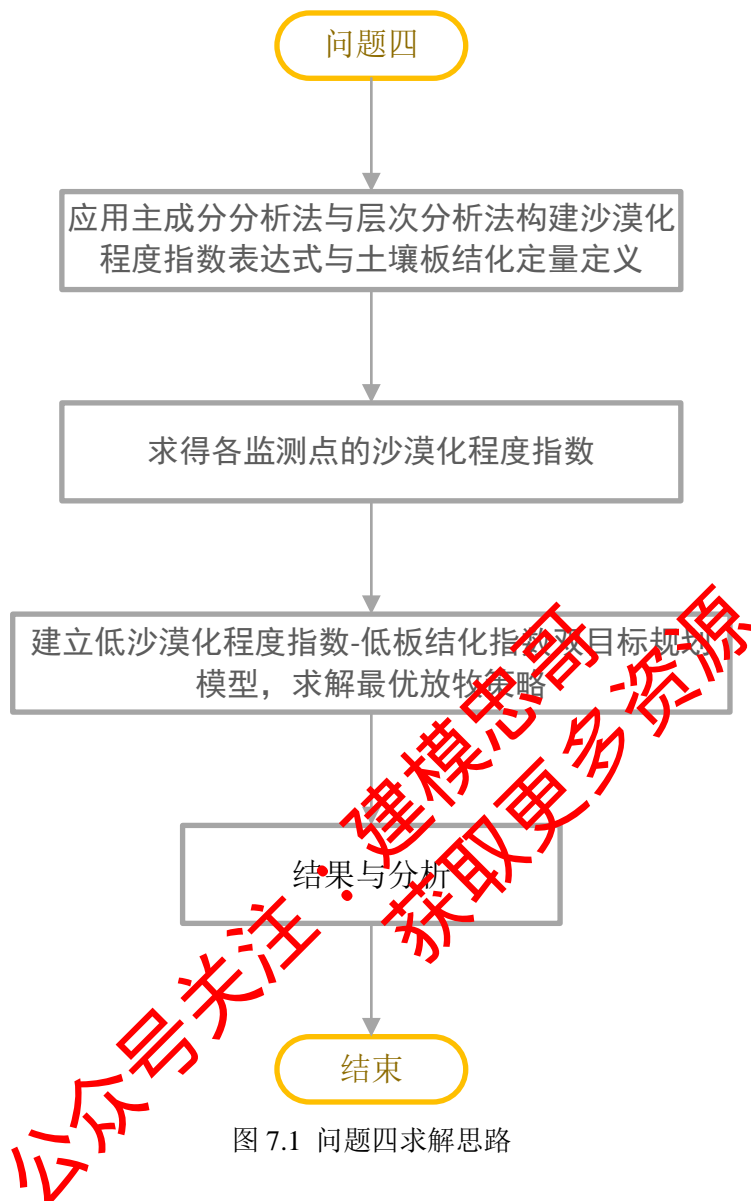 问题四
应用主成分分析法与层次分析法构建沙漠化
程度指数表达式与土壤板结化定量定义
求得各监测点的沙漠化程度指数
建立低沙漠化程度指数-低板结化指数双目标规划
模型，求解最优放牧策略
结果与分析
结束
图 7.1 问题四求解思路
公众号关注：建模忠哥
获取更多资源